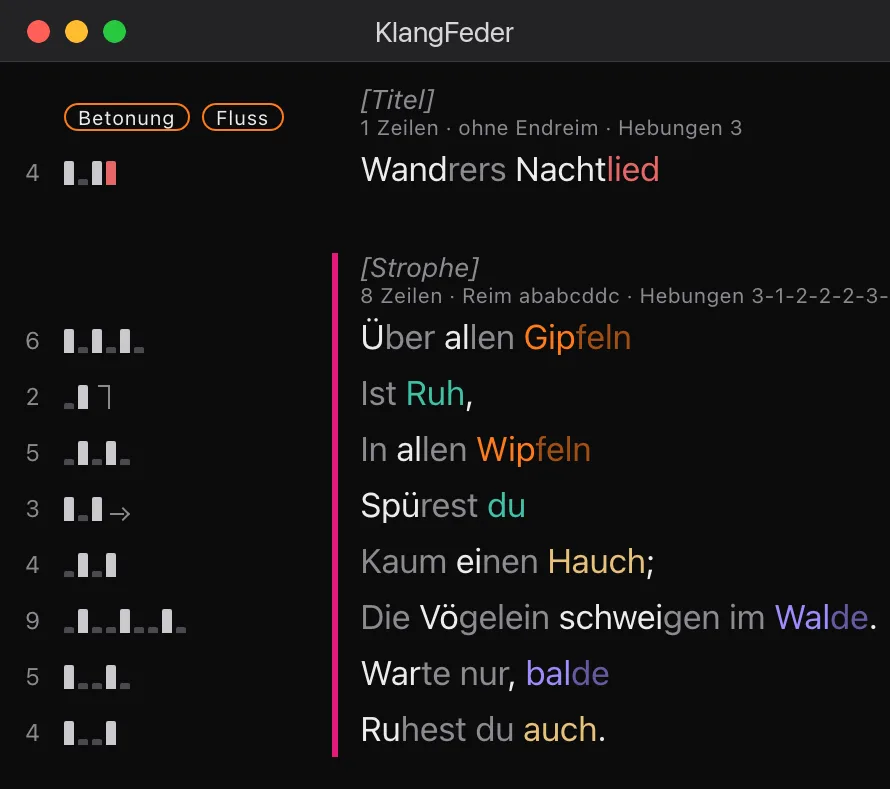 KlangFeder
Betonung Fluss
[Titel]
1 Zeilen · ohne Endreim · Hebungen 3
4 Wandrers Nachtlied
[Strophe]
8 Zeilen · Reim ababcddc · Hebungen 3-1-2-2-2-3-
6 Über allen Gipfeln
2 Ist Ruh,
5 In allen Wipfeln
3 → Spürest du
4 Kaum einen Hauch;
9 Die Vögelein schweigen im Walde.
5 Warte nur, balde
4 Ruhest du auch.